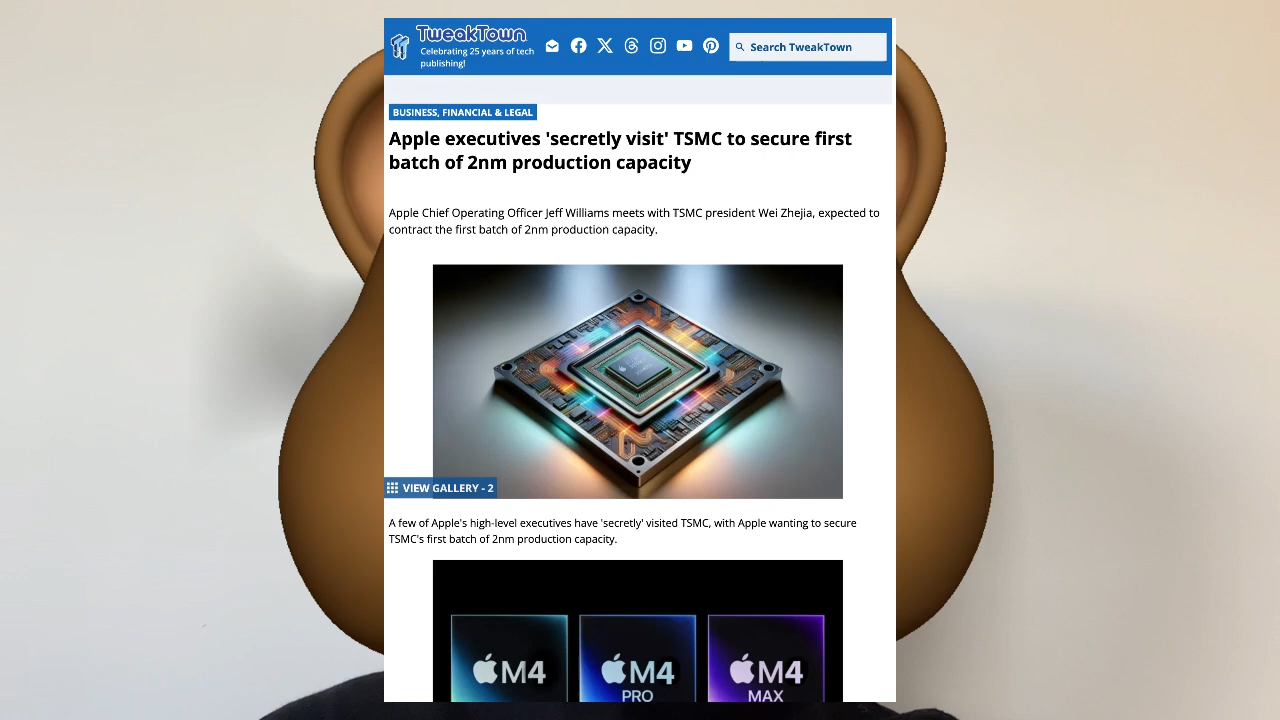 TweakTown
Celebrating 25 years of tech
publishing!
Search TweakTown
BUSINESS, FINANCIAL & LEGAL
Apple executives 'secretly visit' TSMC to secure first
batch of 2nm production capacity
Apple Chief Operating Officer Jeff Williams meets with TSMC president Wei Zhejia, expected to
contract the first batch of 2nm production capacity.
VIEW GALLERY - 2
A few of Apple's high-level executives have 'secretly' visited TSMC, with Apple wanting to secure
TSMC's first batch of 2nm production capacity.
M4
M4
PRO
M4
MAX